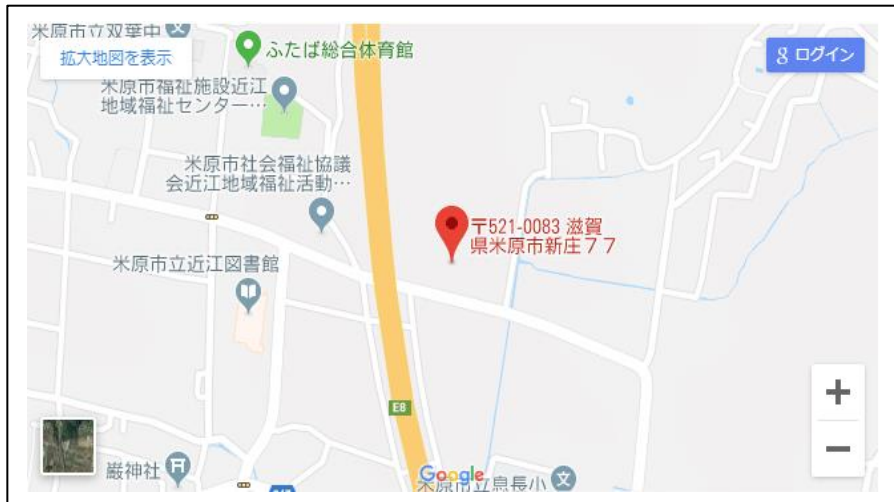 米原市立双葉中
拡大地図を表示
ふたば総合体育館
g ログイン
米原市福祉施設近江
地域福祉センター…
米原市社会福祉協議
会近江地域福祉活動…
〒521-0083 滋賀
県米原市新庄７７
米原市立近江図書館
E8
+
−
巌神社
Google
米原市立息長小